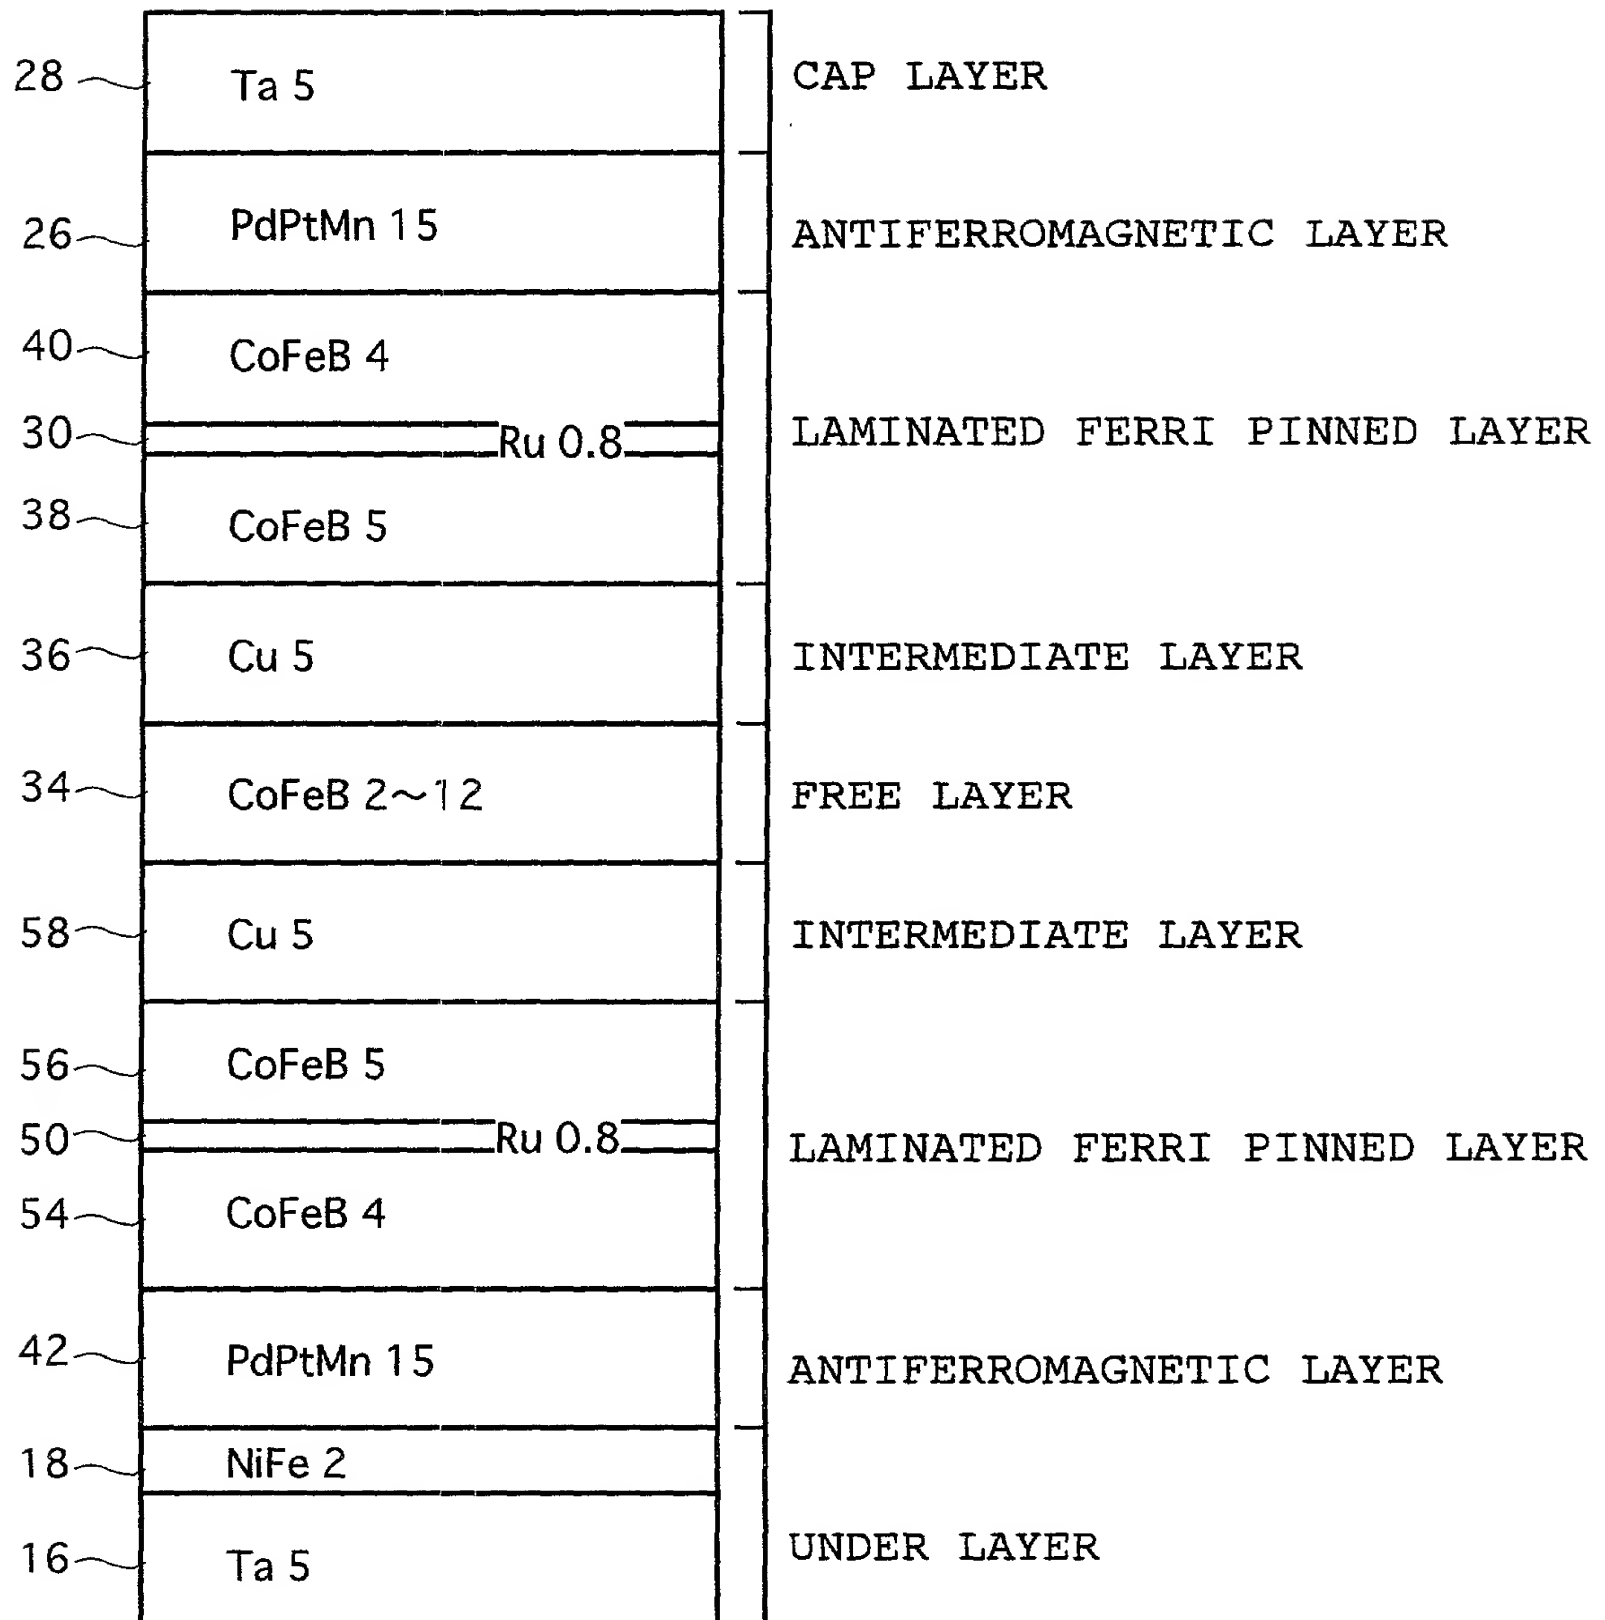 28 Ta 5 CAP LAYER
26 PdPtMn 15 ANTIFERROMAGNETIC LAYER
40 CoFeB 4
30 Ru 0.8 LAMINATED FERRI PINNED LAYER
38 CoFeB 5
36 Cu 5 INTERMEDIATE LAYER
34 CoFeB 2～12 FREE LAYER
58 Cu 5 INTERMEDIATE LAYER
56 CoFeB 5
50 Ru 0.8 LAMINATED FERRI PINNED LAYER
54 CoFeB 4
42 PdPtMn 15 ANTIFERROMAGNETIC LAYER
18 NiFe 2
16 Ta 5 UNDER LAYER